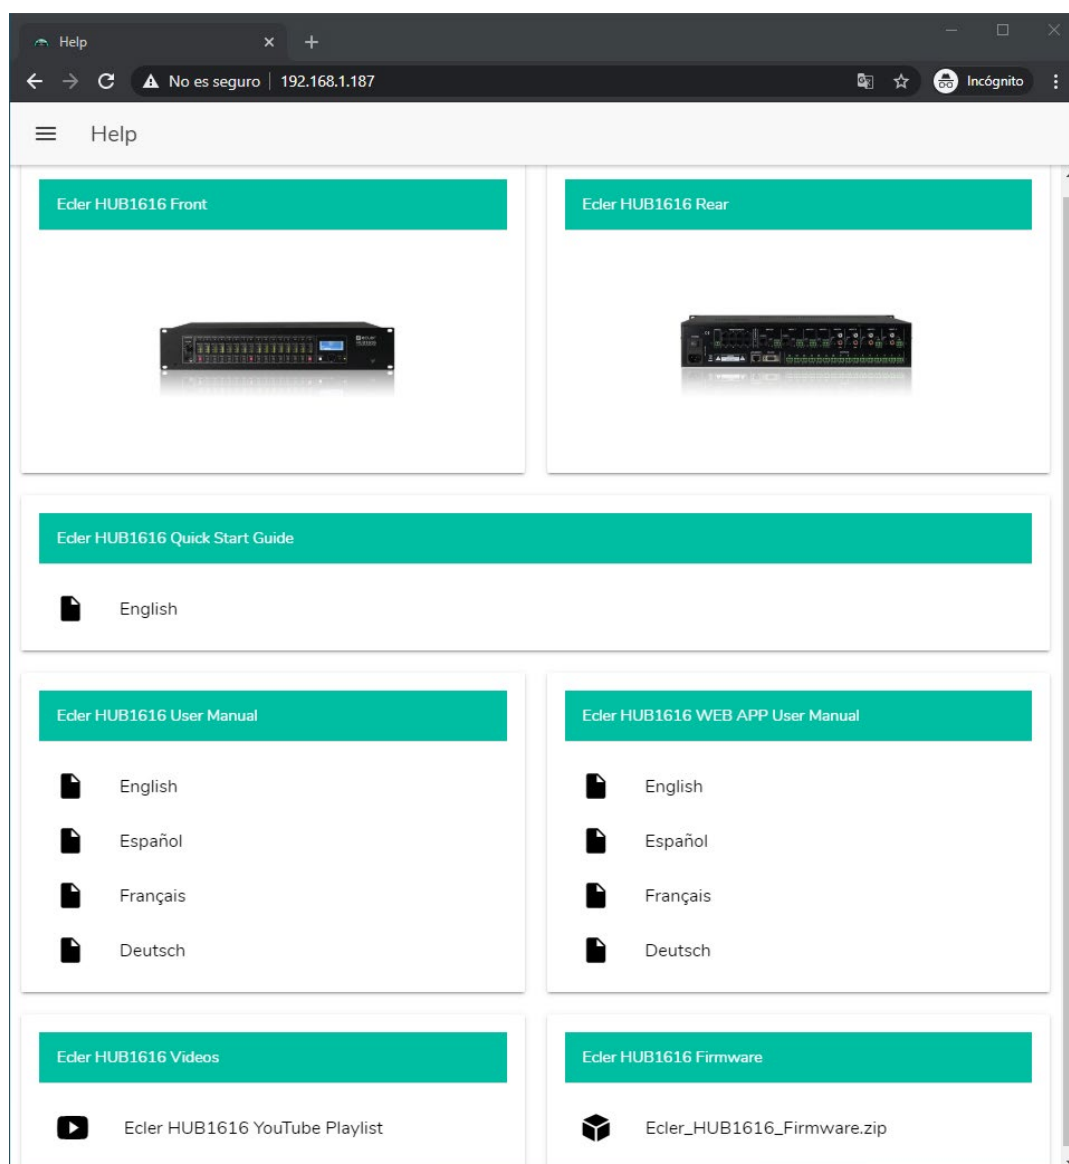 Help
No es seguro | 192.168.1.187
Incógnito
Help
Ecler HUB1616 Front
Ecler HUB1616 Rear
Ecler HUB1616 Quick Start Guide
English
Ecler HUB1616 User Manual
English
Español
Français
Deutsch
Ecler HUB1616 WEB APP User Manual
English
Español
Français
Deutsch
Ecler HUB1616 Videos
Ecler HUB1616 YouTube Playlist
Ecler HUB1616 Firmware
Ecler_HUB1616_Firmware.zip